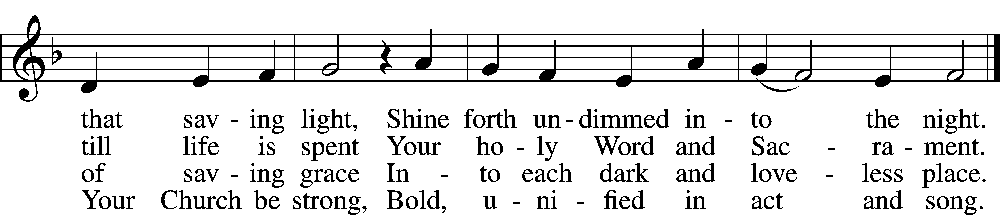 that sav - ing light, Shine forth un - dimmed in - to the night.
till life is spent Your ho - ly Word and Sac - ra - ment.
of sav - ing grace In - to each dark and love - less place.
Your Church be strong, Bold, u - ni - fied in act and song.